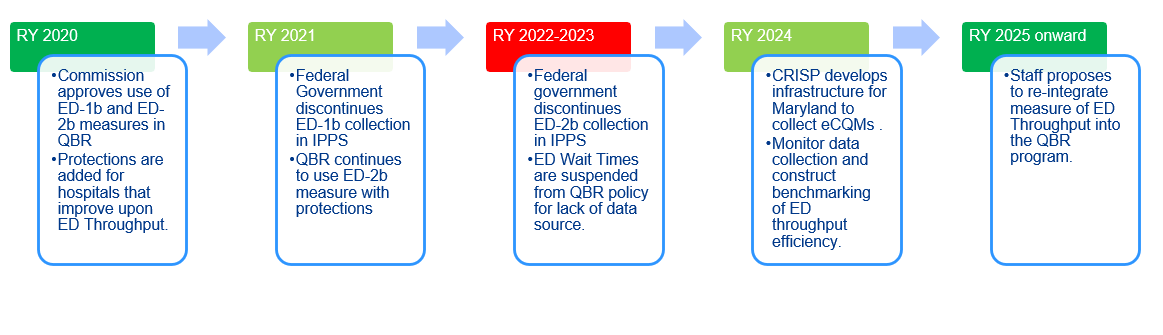 RY 2020
•Commission
approves use of
ED-1b and ED-
2b measures in
QBR
•Protections are
added for
hospitals that
improve upon
ED Throughput.
RY 2021
•Federal
Government
discontinues
ED-1b collection
in IPPS
•QBR continues
to use ED-2b
measure with
protections
RY 2022-2023
•Federal
government
discontinues
ED-2b collection
in IPPS
•ED Wait Times
are suspended
from QBR policy
for lack of data
source.
RY 2024
•CRISP develops
infrastructure for
Maryland to
collect eCQMs .
•Monitor data
collection and
construct
benchmarking
of ED
throughput
efficiency.
RY 2025 onward
•Staff proposes
to re-integrate
measure of ED
Throughput into
the QBR
program.